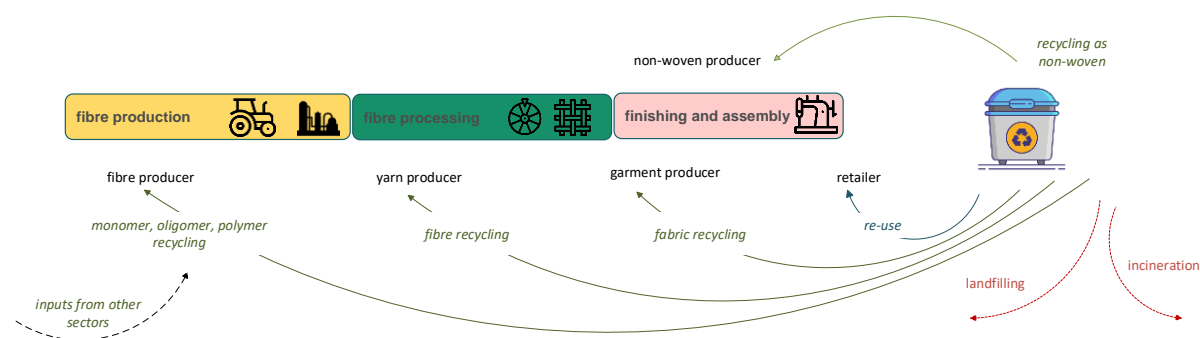 recycling as
non-woven
non-woven producer
fibre production
fibre processing
finishing and assembly
fibre producer
yarn producer
garment producer
retailer
monomer, oligomer, polymer
recycling
fibre recycling
fabric recycling
re-use
incineration
landfilling
inputs from other
sectors